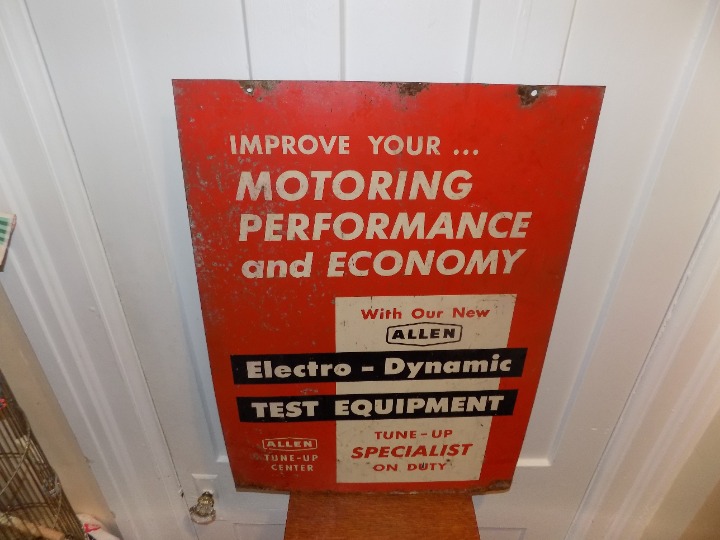 IMPROVE YOUR ...
MOTORING
PERFORMANCE
and ECONOMY
With Our New
ALLEN
Electro - Dynamic
TEST EQUIPMENT
TUNE-UP
SPECIALIST
ON DUTY
ALLEN
TUNE-UP
CENTER